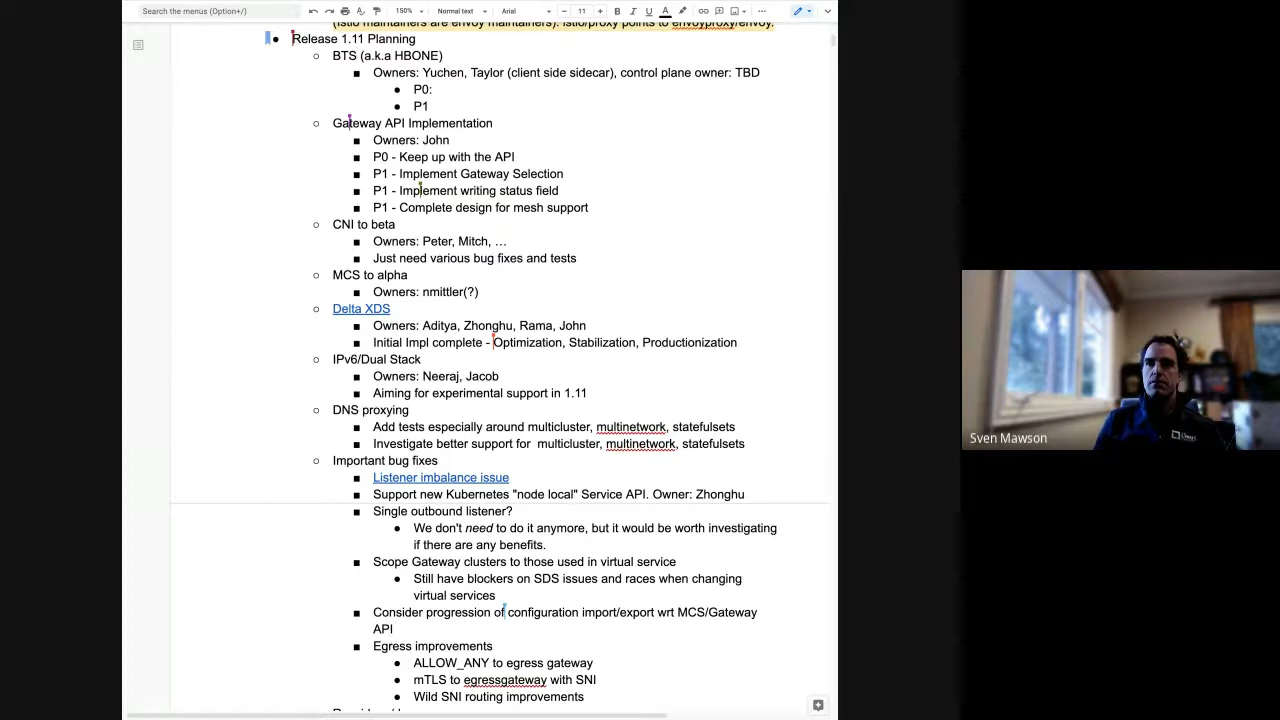 Search the menus (Option+/)
150%
Normal text
Arial
11
(Istio maintainers are envoy maintainers). istio/proxy points to envoyproxy/envoy.
Release 1.11 Planning
BTS (a.k.a HBONE)
Owners: Yuchen, Taylor (client side sidecar), control plane owner: TBD
P0:
P1
Gateway API Implementation
Owners: John
P0 - Keep up with the API
P1 - Implement Gateway Selection
P1 - Implement writing status field
P1 - Complete design for mesh support
CNI to beta
Owners: Peter, Mitch, …
Just need various bug fixes and tests
MCS to alpha
Owners: nmittler(?)
Delta XDS
Owners: Aditya, Zhonghu, Rama, John
Initial Impl complete - Optimization, Stabilization, Productionization
IPv6/Dual Stack
Owners: Neeraj, Jacob
Aiming for experimental support in 1.11
DNS proxying
Add tests especially around multicluster, multinetwork, statefulsets
Investigate better support for multicluster, multinetwork, statefulsets
Important bug fixes
Listener imbalance issue
Support new Kubernetes "node local" Service API. Owner: Zhonghu
Single outbound listener?
We don't need to do it anymore, but it would be worth investigating
if there are any benefits.
Scope Gateway clusters to those used in virtual service
Still have blockers on SDS issues and races when changing
virtual services
Consider progression of configuration import/export wrt MCS/Gateway
API
Egress improvements
ALLOW_ANY to egress gateway
mTLS to egressgateway with SNI
Wild SNI routing improvements
Sven Mawson